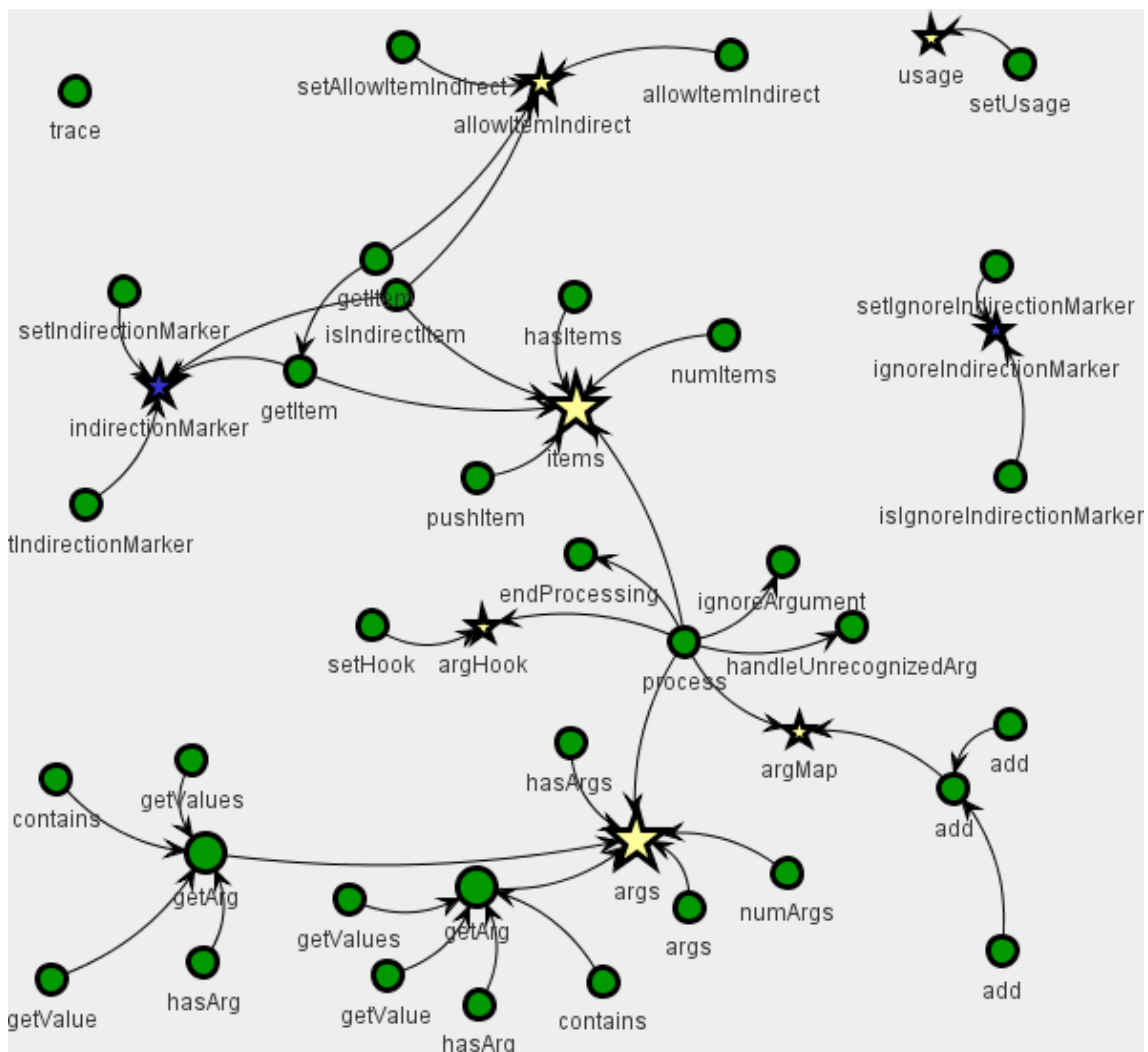 setAllowItemIndirect
allowItemIndirect
usage
setUsage
trace
allowItemIndirect
getItem
setIndirectionMarker
isIndirectItem
hasItems
numItems
setIgnoreIndirectionMarker
ignoreIndirectionMarker
getItem
indirectionMarker
items
pushItem
isIgnoreIndirectionMarker
tIndirectionMarker
endProcessing
ignoreArgument
setHook
argHook
process
handleUnrecognizedArg
argMap
add
hasArgs
getValues
contains
add
getArg
args
numArgs
getValues
getArg
args
getValue
hasArg
getValue
contains
add
hasArg